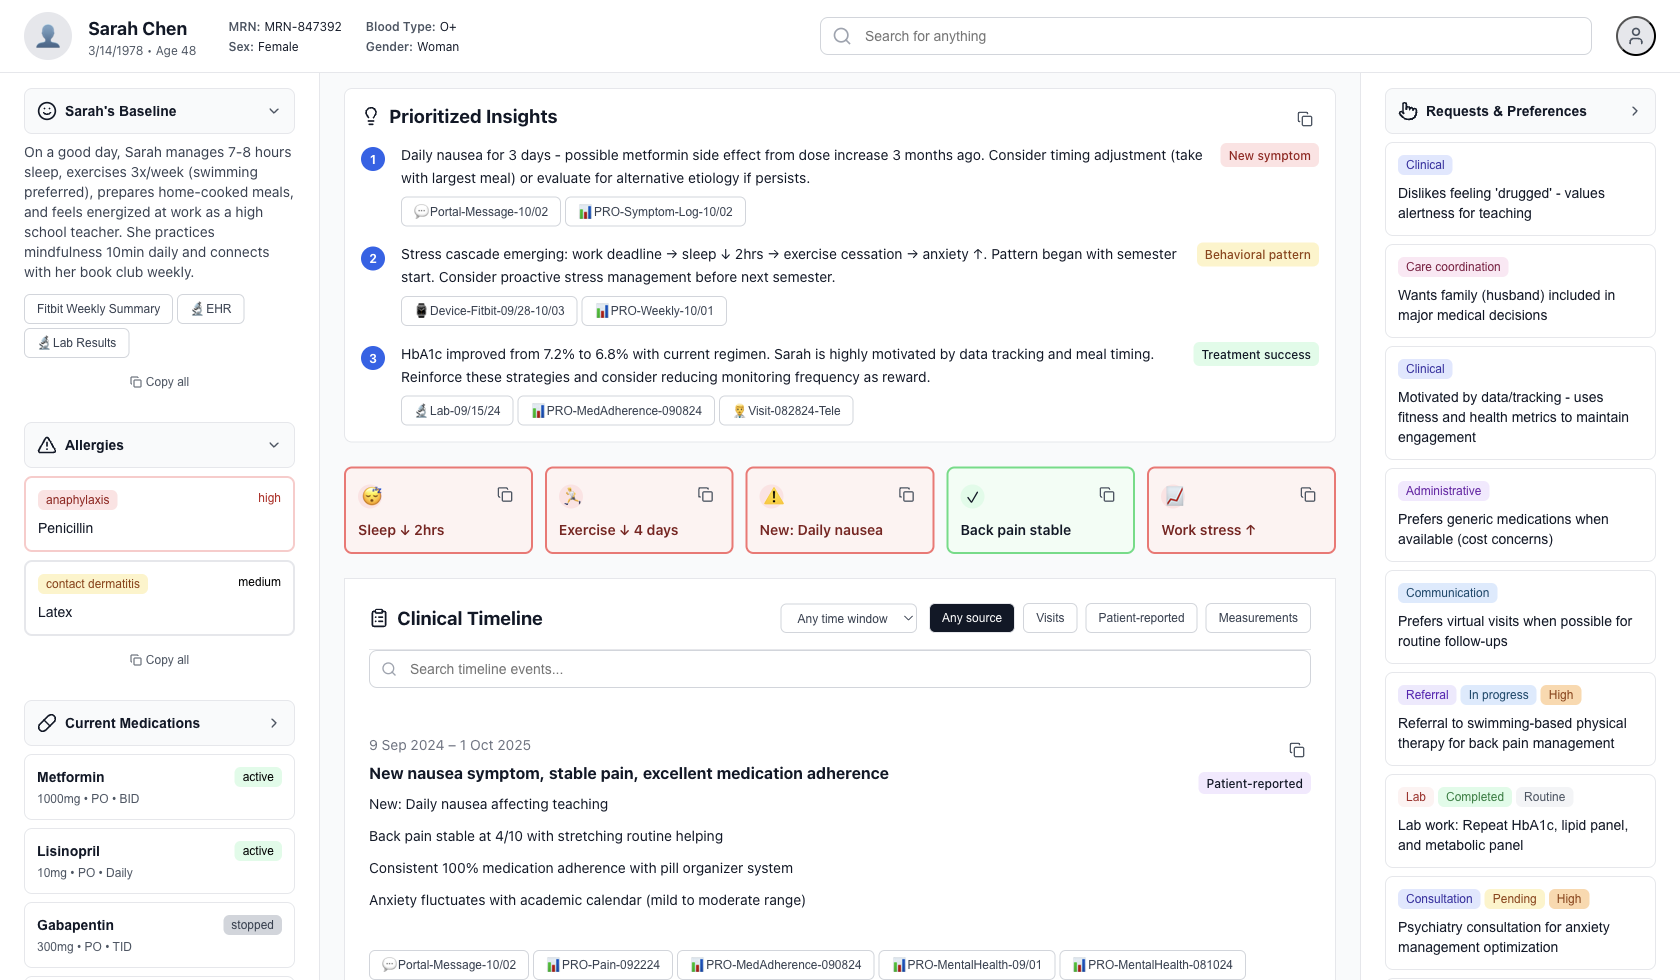 Sarah Chen
3/14/1978 • Age 48
MRN: MRN-847392
Sex: Female
Blood Type: O+
Gender: Woman
Search for anything
Sarah's Baseline
On a good day, Sarah manages 7-8 hours
sleep, exercises 3x/week (swimming
preferred), prepares home-cooked meals,
and feels energized at work as a high
school teacher. She practices
mindfulness 10min daily and connects
with her book club weekly.
Fitbit Weekly Summary
EHR
Lab Results
Copy all
Allergies
anaphylaxis
high
Penicillin
contact dermatitis
medium
Latex
Copy all
Current Medications
Metformin
active
1000mg • PO • BID
Lisinopril
active
10mg • PO • Daily
Gabapentin
stopped
300mg • PO • TID
Prioritized Insights
1
Daily nausea for 3 days - possible metformin side effect from dose increase 3 months ago. Consider timing adjustment (take
with largest meal) or evaluate for alternative etiology if persists.
New symptom
Portal-Message-10/02
PRO-Symptom-Log-10/02
2
Stress cascade emerging: work deadline → sleep ↓ 2hrs → exercise cessation → anxiety ↑. Pattern began with semester
start. Consider proactive stress management before next semester.
Behavioral pattern
Device-Fitbit-09/28-10/03
PRO-Weekly-10/01
3
HbA1c improved from 7.2% to 6.8% with current regimen. Sarah is highly motivated by data tracking and meal timing.
Reinforce these strategies and consider reducing monitoring frequency as reward.
Treatment success
Lab-09/15/24
PRO-MedAdherence-090824
Visit-082824-Tele
Sleep ↓ 2hrs
Exercise ↓ 4 days
New: Daily nausea
Back pain stable
Work stress ↑
Clinical Timeline
Any time window
Any source
Visits
Patient-reported
Measurements
Search timeline events...
9 Sep 2024 – 1 Oct 2025
New nausea symptom, stable pain, excellent medication adherence
Patient-reported
New: Daily nausea affecting teaching
Back pain stable at 4/10 with stretching routine helping
Consistent 100% medication adherence with pill organizer system
Anxiety fluctuates with academic calendar (mild to moderate range)
Portal-Message-10/02
PRO-Pain-092224
PRO-MedAdherence-090824
PRO-MentalHealth-09/01
PRO-MentalHealth-081024
Requests & Preferences
Clinical
Dislikes feeling 'drugged' - values
alertness for teaching
Care coordination
Wants family (husband) included in
major medical decisions
Clinical
Motivated by data/tracking - uses
fitness and health metrics to maintain
engagement
Administrative
Prefers generic medications when
available (cost concerns)
Communication
Prefers virtual visits when possible for
routine follow-ups
Referral
In progress
High
Referral to swimming-based physical
therapy for back pain management
Lab
Completed
Routine
Lab work: Repeat HbA1c, lipid panel,
and metabolic panel
Consultation
Pending
High
Psychiatry consultation for anxiety
management optimization